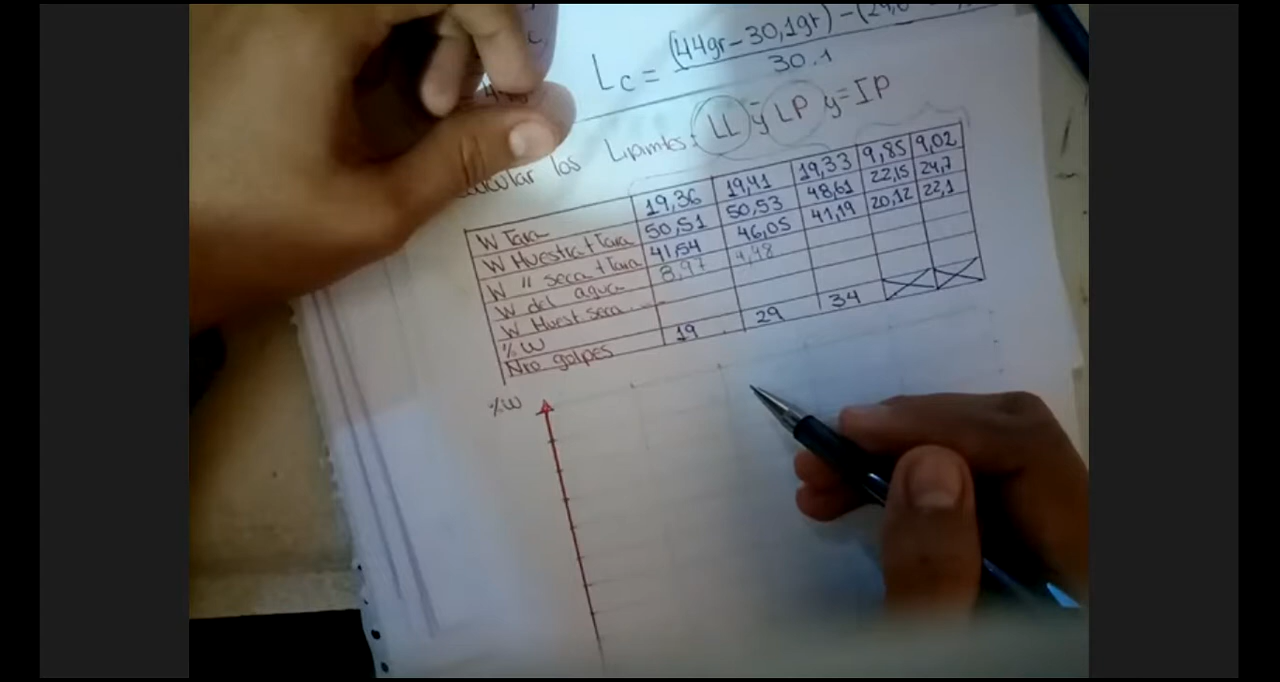 Lc = (44gr - 30,1gr) - (24,6
30.1
los Lipimtes: LL y LP y = IP
W Tara 19,36 19,41 19,33 9,85 9,02
W Muestra + Tara 50,51 50,53 48,61 22,15 24,7
W " seca + Tara 41,54 46,05 41,19 20,12 22,1
W del agua 8,97 4,48
W Muest seca
% W
Nro golpes 19 29 34
% W